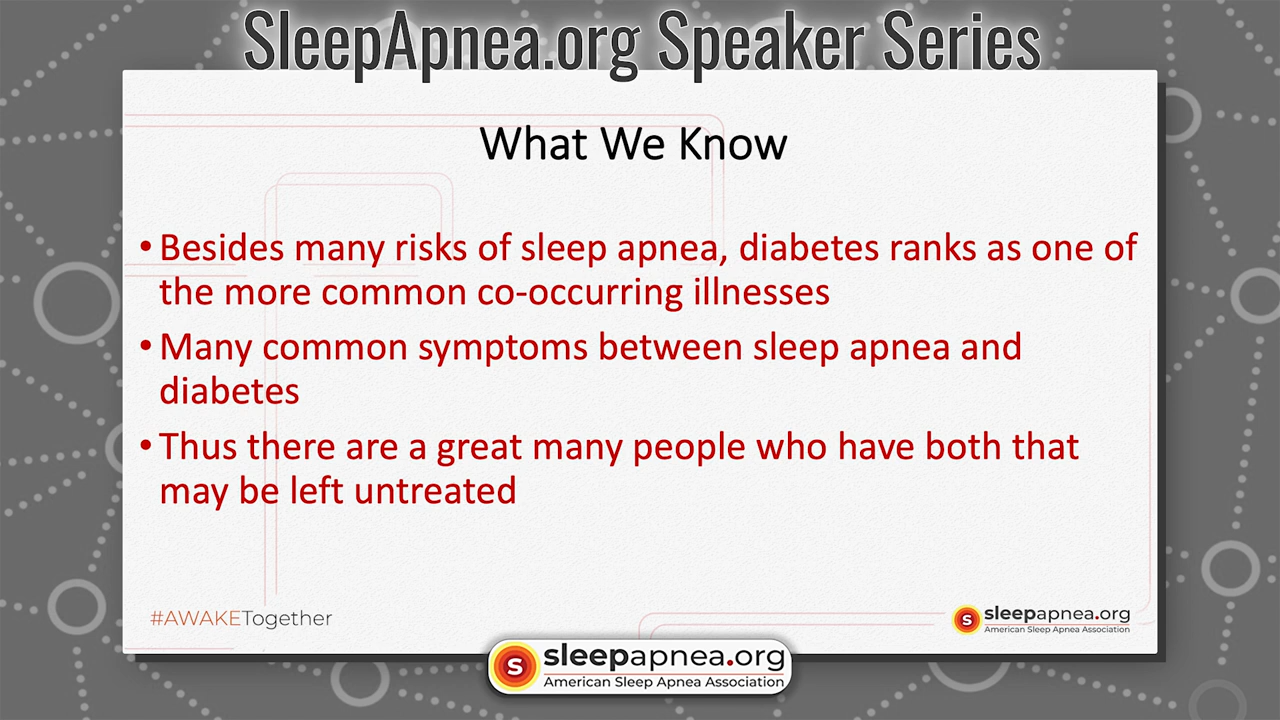 SleepApnea.org Speaker Series
What We Know
• Besides many risks of sleep apnea, diabetes ranks as one of
the more common co-occurring illnesses
• Many common symptoms between sleep apnea and
diabetes
• Thus there are a great many people who have both that
may be left untreated
#AWAKETogether
S sleepapnea.org
American Sleep Apnea Association
S sleepapnea.org
American Sleep Apnea Association